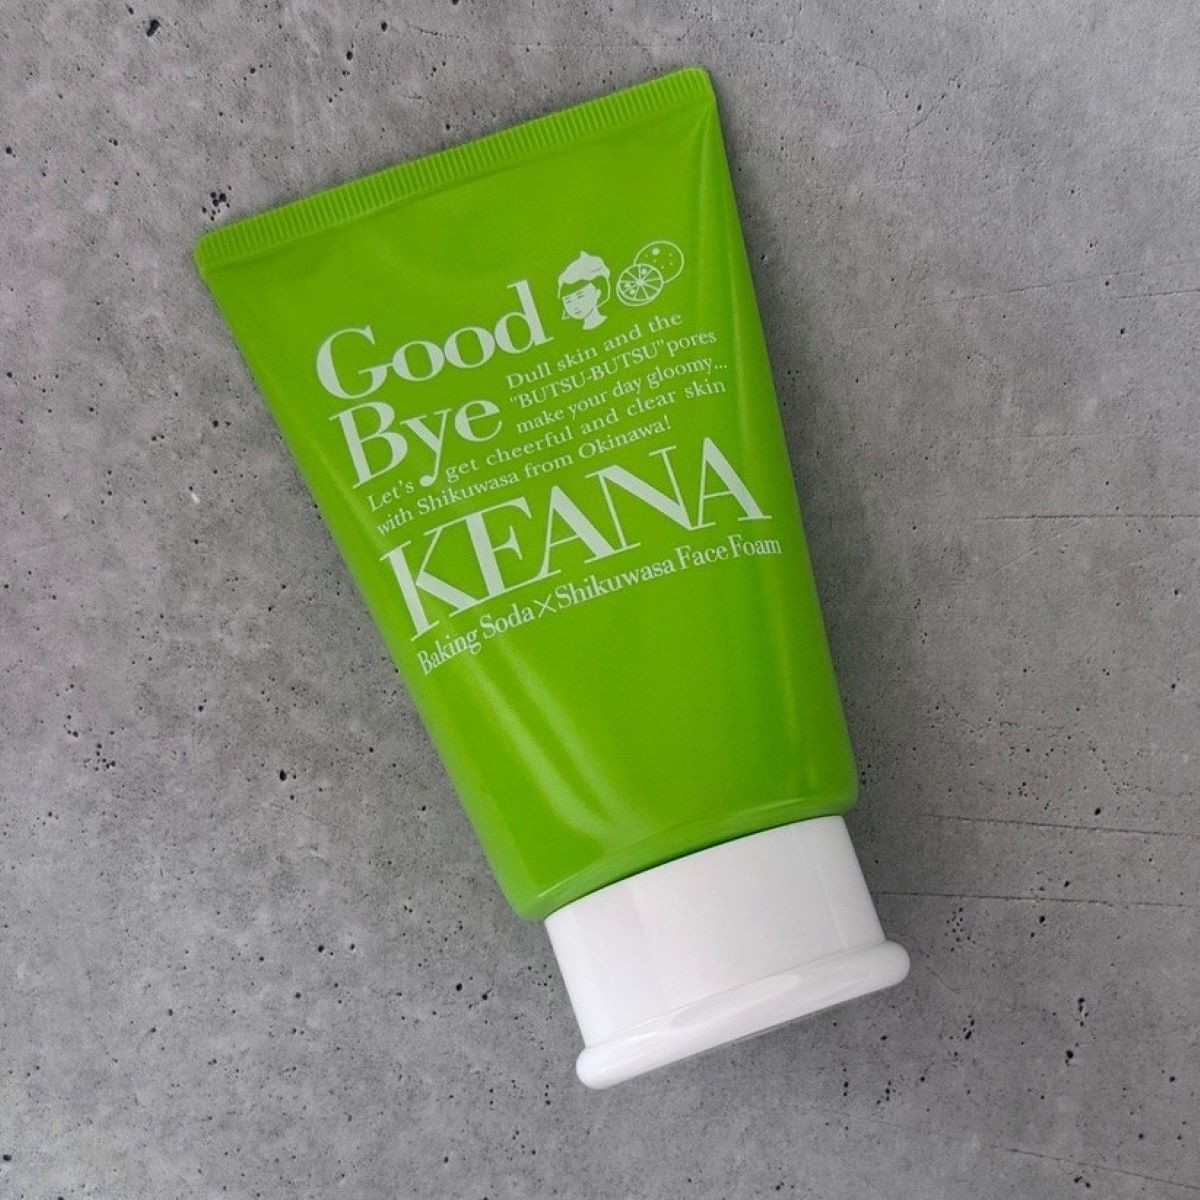 Good
Bye
Dull skin and the
"BUTSU-BUTSU" pores
make your day gloomy...
Let's get cheerful and clear skin
with Shikuwasa from Okinawa!
KEANA
Baking Soda×Shikuwasa Face Foam